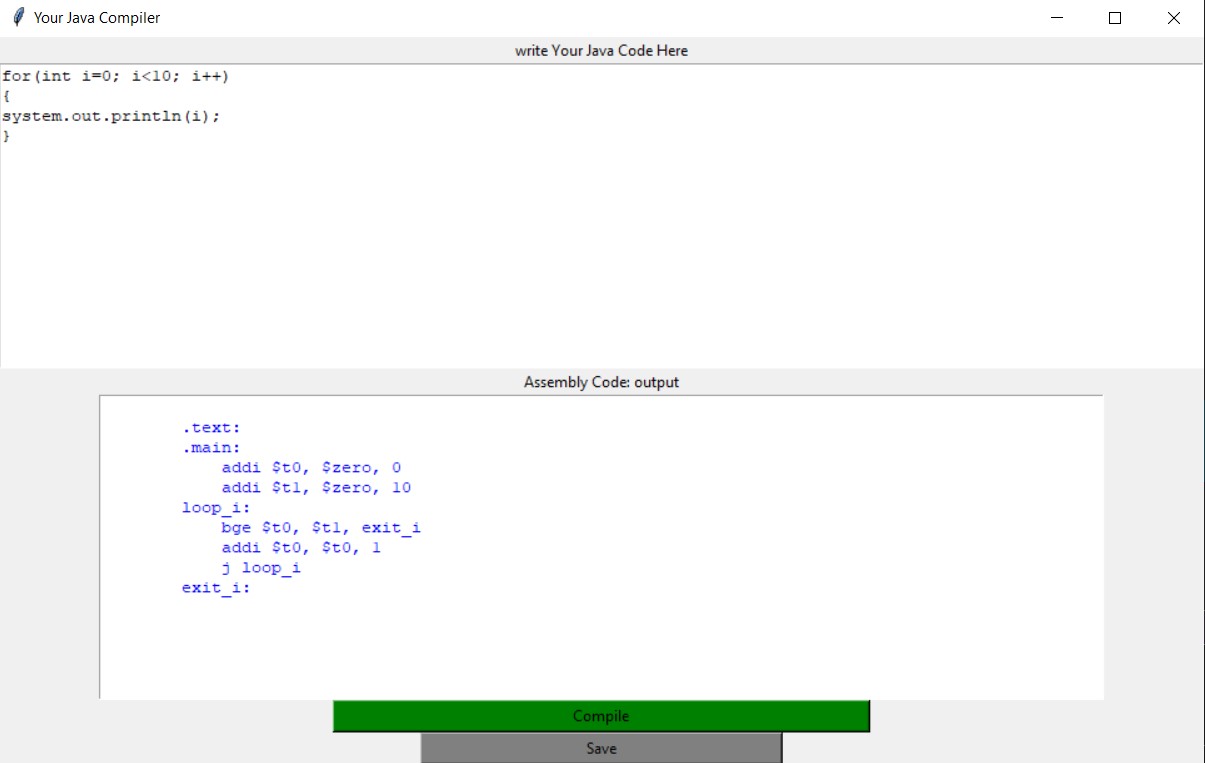 Your Java Compiler
write Your Java Code Here
for(int i=0; i<10; i++)
{
system.out.println(i);
}
Assembly Code: output
.text:
.main:
addi $t0, $zero, 0
addi $t1, $zero, 10
loop_i:
bge $t0, $t1, exit_i
addi $t0, $t0, 1
j loop_i
exit_i:
Compile
Save